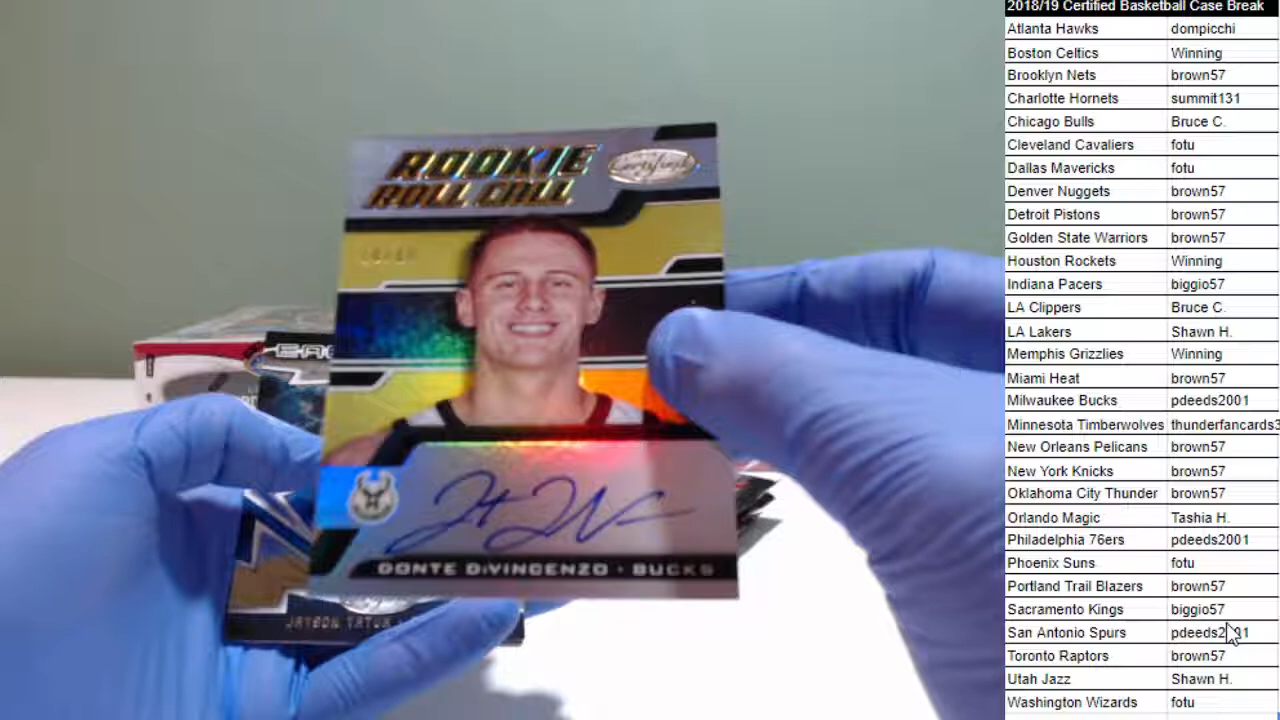 ROOKIE
ROLL CALL
Certified
DONTE DiVINCENZO • BUCKS
JAYSON TATUM
2018/19 Certified Basketball Case Break
Atlanta Hawks dompicchi
Boston Celtics Winning
Brooklyn Nets brown57
Charlotte Hornets summit131
Chicago Bulls Bruce C.
Cleveland Cavaliers fotu
Dallas Mavericks fotu
Denver Nuggets brown57
Detroit Pistons brown57
Golden State Warriors brown57
Houston Rockets Winning
Indiana Pacers biggio57
LA Clippers Bruce C.
LA Lakers Shawn H.
Memphis Grizzlies Winning
Miami Heat brown57
Milwaukee Bucks pdeeds2001
Minnesota Timberwolves thunderfancards3
New Orleans Pelicans brown57
New York Knicks brown57
Oklahoma City Thunder brown57
Orlando Magic Tashia H.
Philadelphia 76ers pdeeds2001
Phoenix Suns fotu
Portland Trail Blazers brown57
Sacramento Kings biggio57
San Antonio Spurs pdeeds2001
Toronto Raptors brown57
Utah Jazz Shawn H.
Washington Wizards fotu